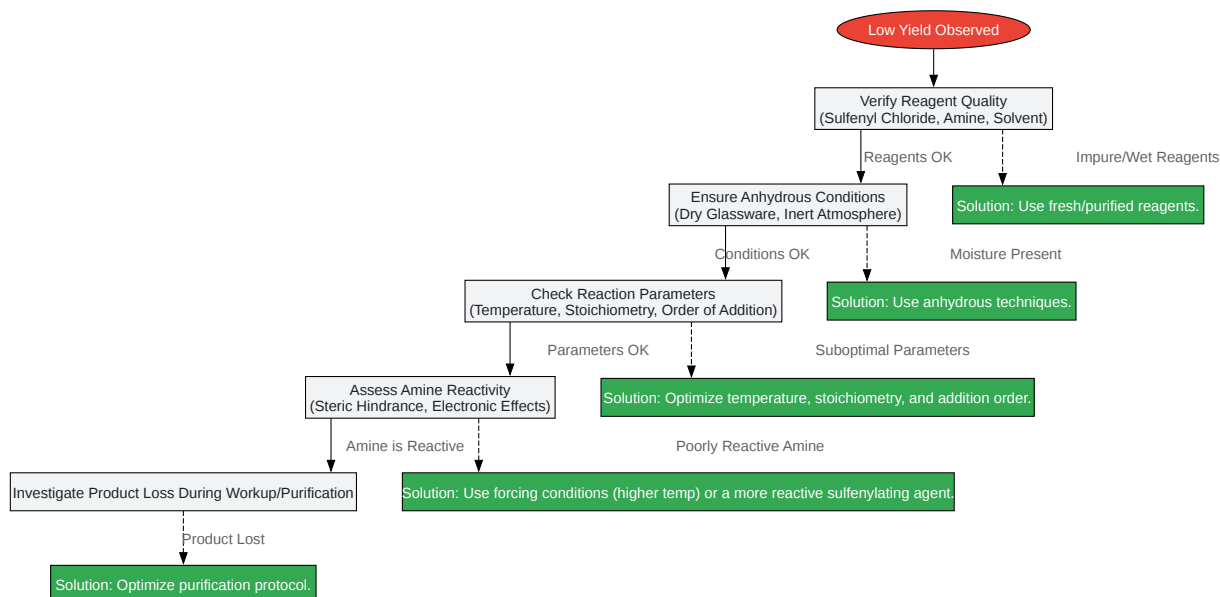 Low Yield Observed
Verify Reagent Quality
(Sulfenyl Chloride, Amine, Solvent)
Reagents OK
Impure/Wet Reagents
Ensure Anhydrous Conditions
(Dry Glassware, Inert Atmosphere)
Solution: Use fresh/purified reagents.
Conditions OK
Moisture Present
Check Reaction Parameters
(Temperature, Stoichiometry, Order of Addition)
Solution: Use anhydrous techniques.
Parameters OK
Suboptimal Parameters
Assess Amine Reactivity
(Steric Hindrance, Electronic Effects)
Solution: Optimize temperature, stoichiometry, and addition order.
Amine is Reactive
Poorly Reactive Amine
Investigate Product Loss During Workup/Purification
Solution: Use forcing conditions (higher temp) or a more reactive sulfenylating agent.
Product Lost
Solution: Optimize purification protocol.